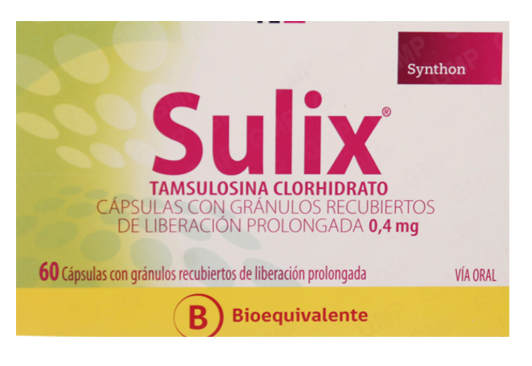 Synthon
Sulix®
TAMSULOSINA CLORHIDRATO
CÁPSULAS CON GRÁNULOS RECUBIERTOS
DE LIBERACIÓN PROLONGADA 0,4 mg
60 Cápsulas con gránulos recubiertos de liberación prolongada
VÍA ORAL
B Bioequivalente